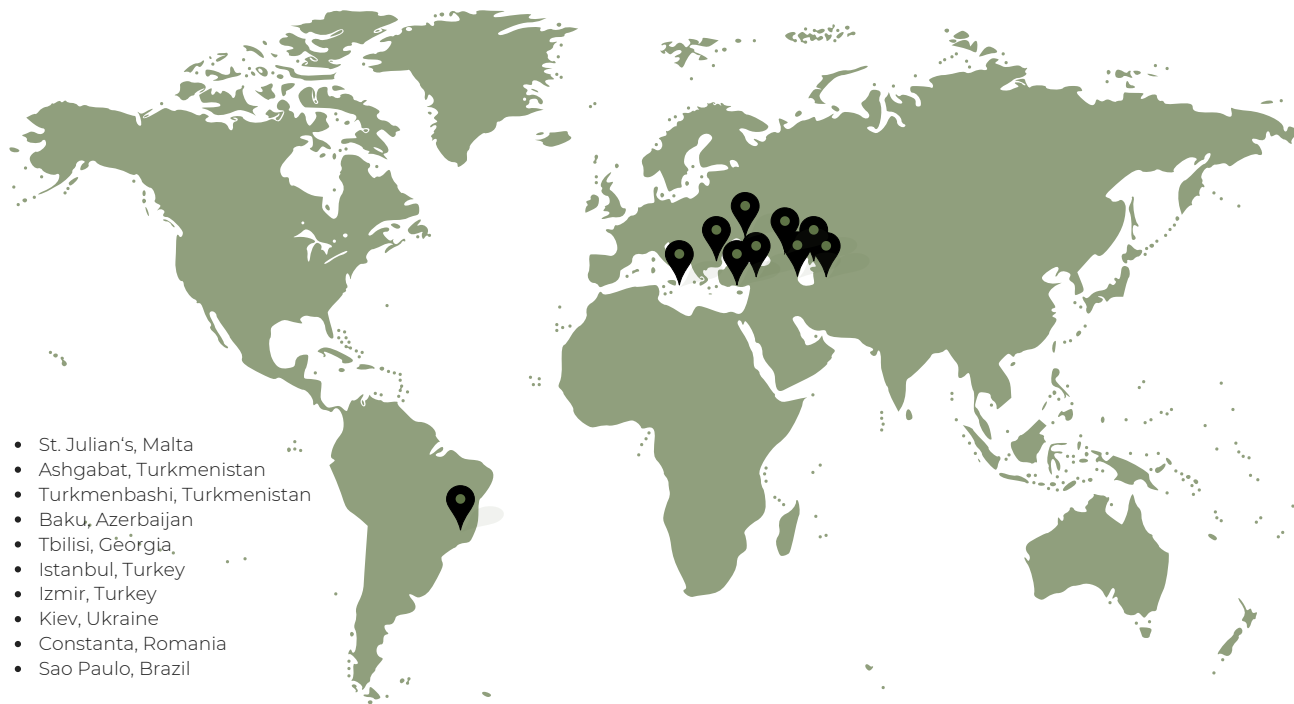 St. Julian‘s, Malta
Ashgabat, Turkmenistan
Turkmenbashi, Turkmenistan
Baku, Azerbaijan
Tbilisi, Georgia
Istanbul, Turkey
Izmir, Turkey
Kiev, Ukraine
Constanta, Romania
Sao Paulo, Brazil